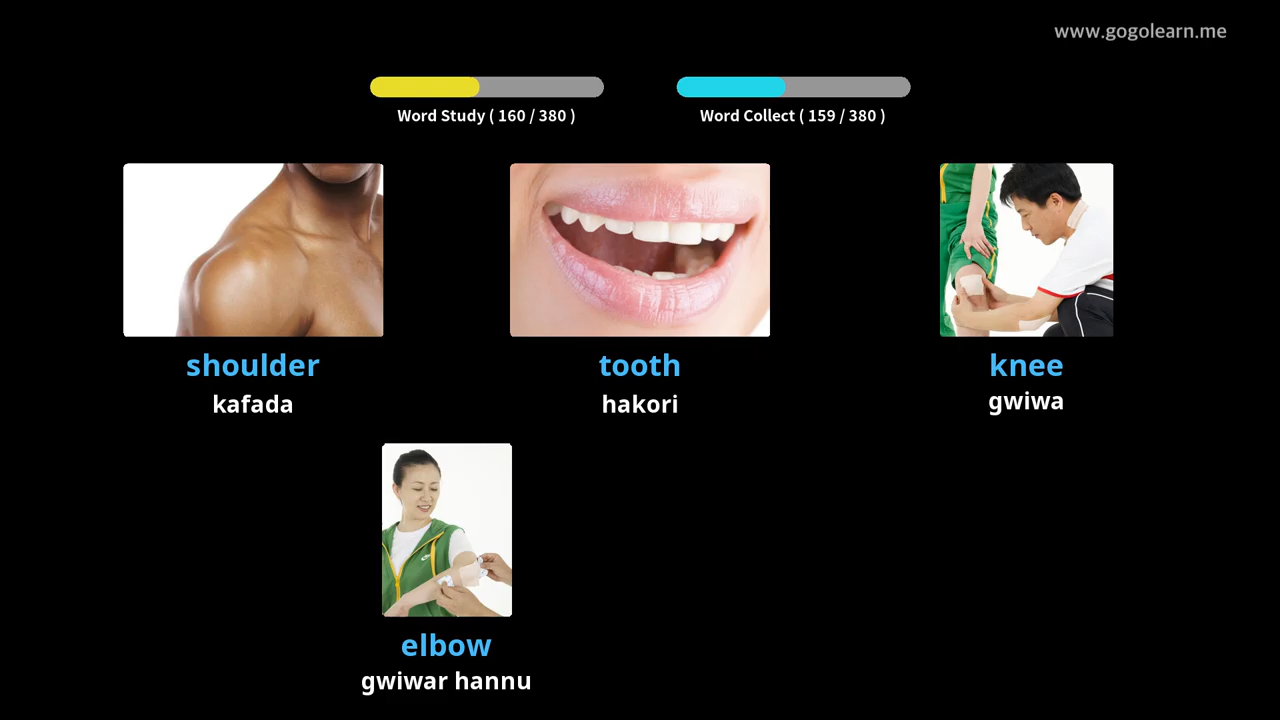 www.gogolearn.me
Word Study ( 160 / 380 )
Word Collect ( 159 / 380 )
shoulder
kafada
tooth
hakori
knee
gwiwa
elbow
gwiwar hannu